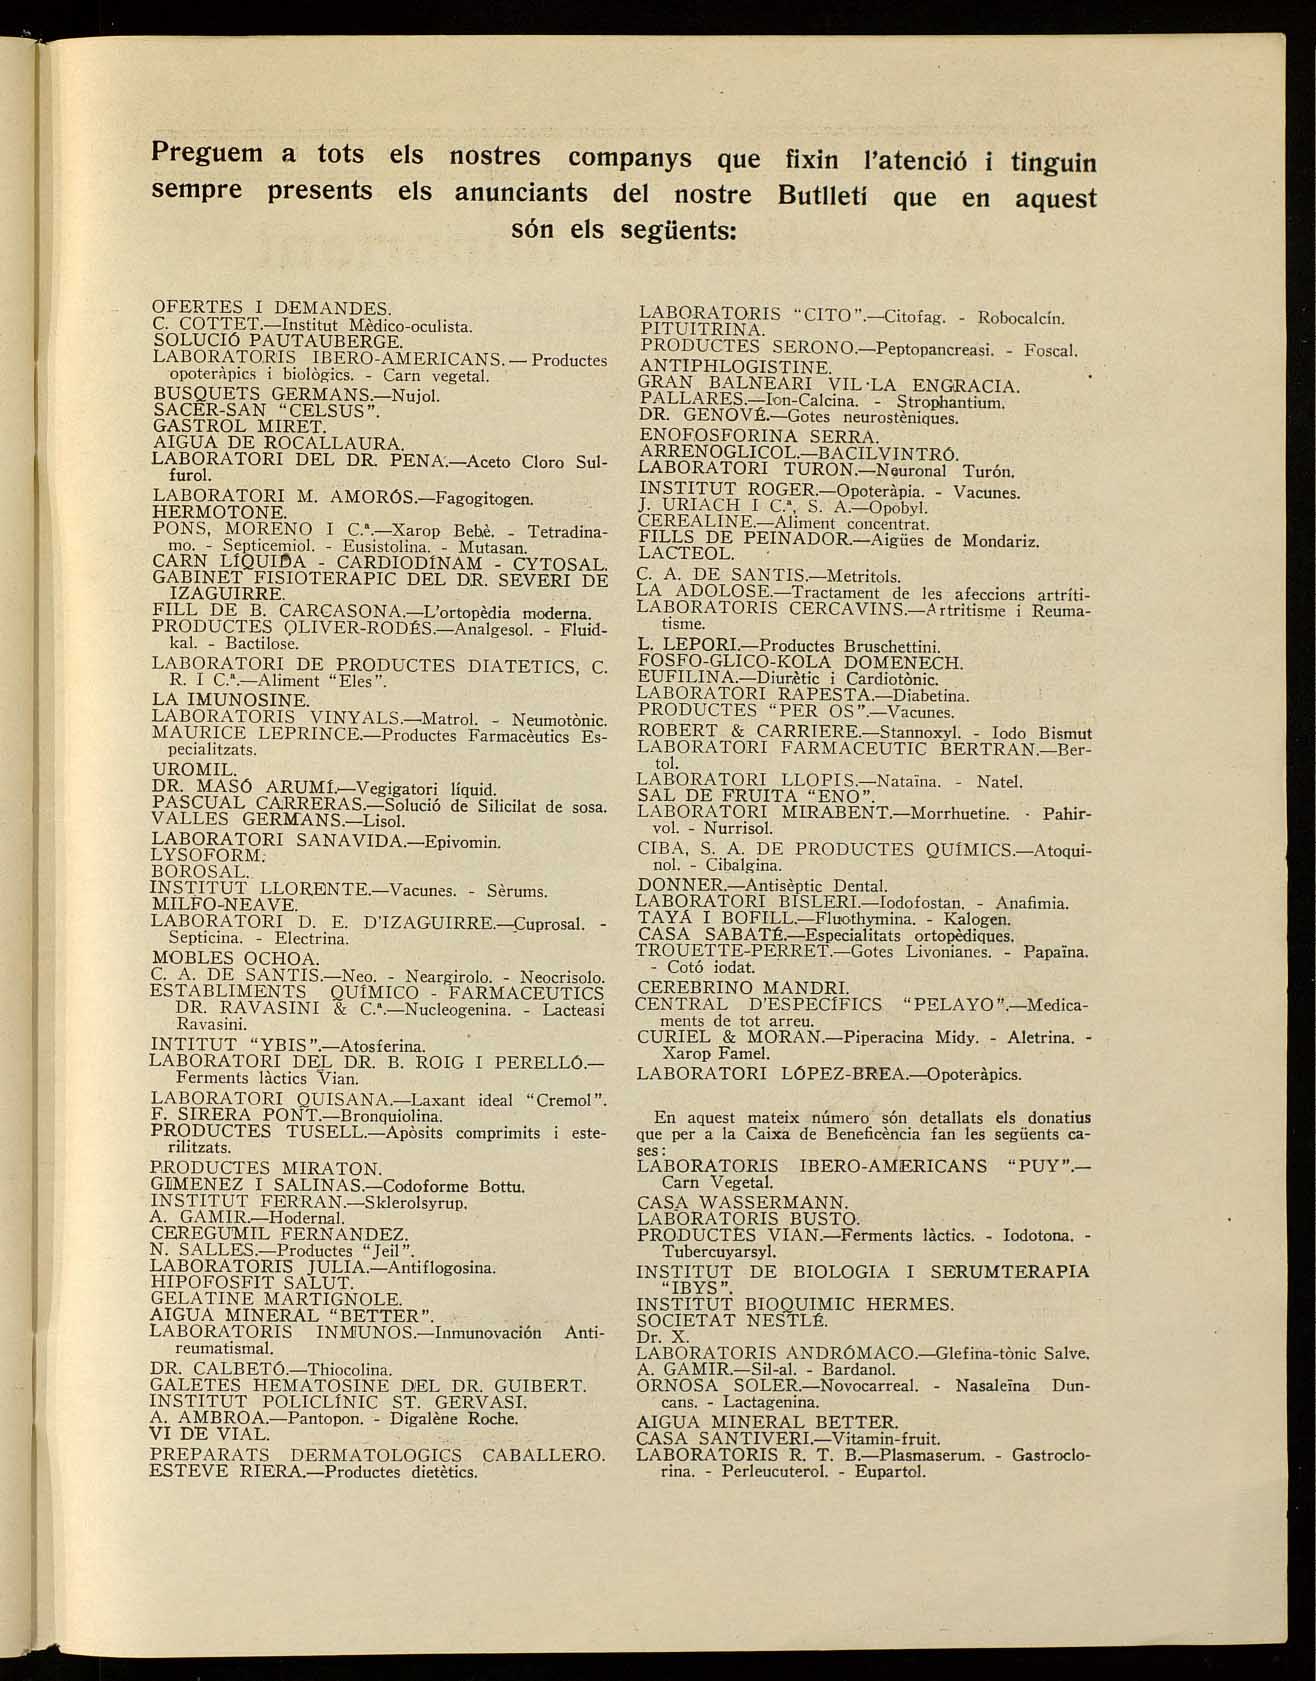 Preguem a tots els nostres companys que fixin l'atenció i tinguin
sempre presents els anunciants del nostre Butlletí que en aquest
són els següents:
OFERTES I DEMANDES.
C. COTTET.—Institut Mèdico-oculista.
SOLUCIÓ PAUTAUBERGE.
LABORATORIS IBERO-AMERICANS.—Productes
opoteràpics i biològics. - Carn vegetal.
BUSQUETS GERMANS.—Nujol.
SACER-SAN "CELSUS".
GASTROL MIRET.
AIGUA DE ROCALLAURA.
LABORATORI DEL DR. PENA.—Aceto Cloro Sul-
furol.
LABORATORI M. AMORÓS.—Fagogitogen.
HERMOTONE.
PONS, MORENO I C.ª.—Xarop Bebè. - Tetradina-
mo. - Septicemiol. - Eusistolina. - Mutasan.
CARN LÍQUIDA - CARDIODÍNAM - CYTOSAL.
GABINET FISIOTERAPIC DEL DR. SEVERI DE
IZAGUIRRE.
FILL DE B. CARCASONA.—L'ortopèdia moderna.
PRODUCTES OLIVER-RODÉS.—Analgesol. - Fluid-
kal. - Bactilose.
LABORATORI DE PRODUCTES DIATETICS, C.
R. I C.ª.—Aliment "Eles".
LA IMUNOSINE.
LABORATORIS VINYALS.—Matrol. - Neumotònic.
MAURICE LEPRINCE.—Productes Farmacèutics Es-
pecialitzats.
UROMIL.
DR. MASÓ ARUMÍ.—Vegigatori líquid.
PASCUAL CARRERAS.—Solució de Silicilat de sosa.
VALLES GERMANS.—Lisol.
LABORATORI SANAVIDA.—Epivomin.
LYSOFORM.
BOROSAL.
INSTITUT LLORENTE.—Vacunes. - Sèrums.
MILFO-NEAVE.
LABORATORI D. E. D'IZAGUIRRE.—Cuprosal. -
Septicina. - Electrina.
MOBLES OCHOA.
C. A. DE SANTIS.—Neo. - Neargirolo. - Neocrisolo.
ESTABLIMENTS QUÍMICO - FARMACEUTICS
DR. RAVASINI & C.ª.—Nucleogenina. - Lacteasi
Ravasini.
INTITUT "YBIS".—Atosferina.
LABORATORI DEL DR. B. ROIG I PERELLÓ.—
Ferments làctics Vian.
LABORATORI QUISANA.—Laxant ideal "Cremol".
F. SIRERA PONT.—Bronquiolina.
PRODUCTES TUSELL.—Apòsits comprimits i este-
rilitzats.
PRODUCTES MIRATON.
GIMENEZ I SALINAS.—Codoforme Bottu.
INSTITUT FERRAN.—Sklerolsyrup.
A. GAMIR.—Hodernal.
CEREGUMIL FERNANDEZ.
N. SALLES.—Productes "Jeil".
LABORATORIS JULIA.—Antiflogosina.
HIPOFOSFIT SALUT.
GELATINE MARTIGNOLE.
AIGUA MINERAL "BETTER".
LABORATORIS INMUNOS.—Inmunovación Anti-
reumatismal.
DR. CALBETÓ.—Thiocolina.
GALETES HEMATOSINE DEL DR. GUIBERT.
INSTITUT POLICLÍNIC ST. GERVASI.
A. AMBROA.—Pantopon. - Digalène Roche.
VI DE VIAL.
PREPARATS DERMATOLOGICS CABALLERO.
ESTEVE RIERA.—Productes dietètics.
LABORATORIS "CITO".—Citofag. - Robocalcín.
PITUITRINA.
PRODUCTES SERONO.—Peptopancreasi. - Foscal.
ANTIPHLOGISTINE.
GRAN BALNEARI VIL·LA ENGRACIA.
PALLARES.—Ion-Calcina. - Strophantium.
DR. GENOVÉ.—Gotes neurostèniques.
ENOFOSFORINA SERRA.
ARRENOGLICOL.—BACILVINTRÓ.
LABORATORI TURON.—Neuronal Turón.
INSTITUT ROGER.—Opoteràpia. - Vacunes.
J. URIACH I C.ª, S. A.—Opobyl.
CEREALINE.—Aliment concentrat.
FILLS DE PEINADOR.—Aigües de Mondariz.
LACTEOL.
C. A. DE SANTIS.—Metritols.
LA ADOLOSE.—Tractament de les afeccions artríti-
LABORATORIS CERCAVINS.—Artritisme i Reuma-
tisme.
L. LEPORI.—Productes Bruschettini.
FOSFO-GLICO-KOLA DOMENECH.
EUFILINA.—Diurètic i Cardiotònic.
LABORATORI RAPESTA.—Diabetina.
PRODUCTES "PER OS".—Vacunes.
ROBERT & CARRIERE.—Stannoxyl. - Iodo Bismut
LABORATORI FARMACEUTIC BERTRAN.—Ber-
tol.
LABORATORI LLOPIS.—Nataïna. - Natel.
SAL DE FRUITA "ENO".
LABORATORI MIRABENT.—Morrhuetine. - Pahir-
vol. - Nurrisol.
CIBA, S. A. DE PRODUCTES QUÍMICS.—Atoqui-
nol. - Cibalgina.
DONNER.—Antisèptic Dental.
LABORATORI BISLERI.—Iodofostan. - Anafimia.
TAYÁ I BOFILL.—Fluothymina. - Kalogen.
CASA SABATÉ.—Especialitats ortopèdiques.
TROUETTE-PERRET.—Gotes Livonianes. - Papaïna.
- Cotó iodat.
CEREBRINO MANDRI.
CENTRAL D'ESPECÍFICS "PELAYO".—Medica-
ments de tot arreu.
CURIEL & MORAN.—Piperacina Midy. - Aletrina. -
Xarop Famel.
LABORATORI LÓPEZ-BREA.—Opoteràpics.
En aquest mateix número són detallats els donatius
que per a la Caixa de Beneficència fan les següents ca-
ses:
LABORATORIS IBERO-AMERICANS "PUY".—
Carn Vegetal.
CASA WASSERMANN.
LABORATORIS BUSTO.
PRODUCTES VIAN.—Ferments làctics. - Iodotona. -
Tubercuyarsyl.
INSTITUT DE BIOLOGIA I SERUMTERAPIA
"IBYS".
INSTITUT BIOQUIMIC HERMES.
SOCIETAT NESTLÉ.
Dr. X.
LABORATORIS ANDRÓMACO.—Glefina-tònic Salve.
A. GAMIR.—Sil-al. - Bardanol.
ORNOSA SOLER.—Novocarreal. - Nasaleïna Dun-
cans. - Lactagenina.
AIGUA MINERAL BETTER.
CASA SANTIVERI.—Vitamin-fruit.
LABORATORIS R. T. B.—Plasmaserum. - Gastroclo-
rina. - Perleucuterol. - Eupartol.